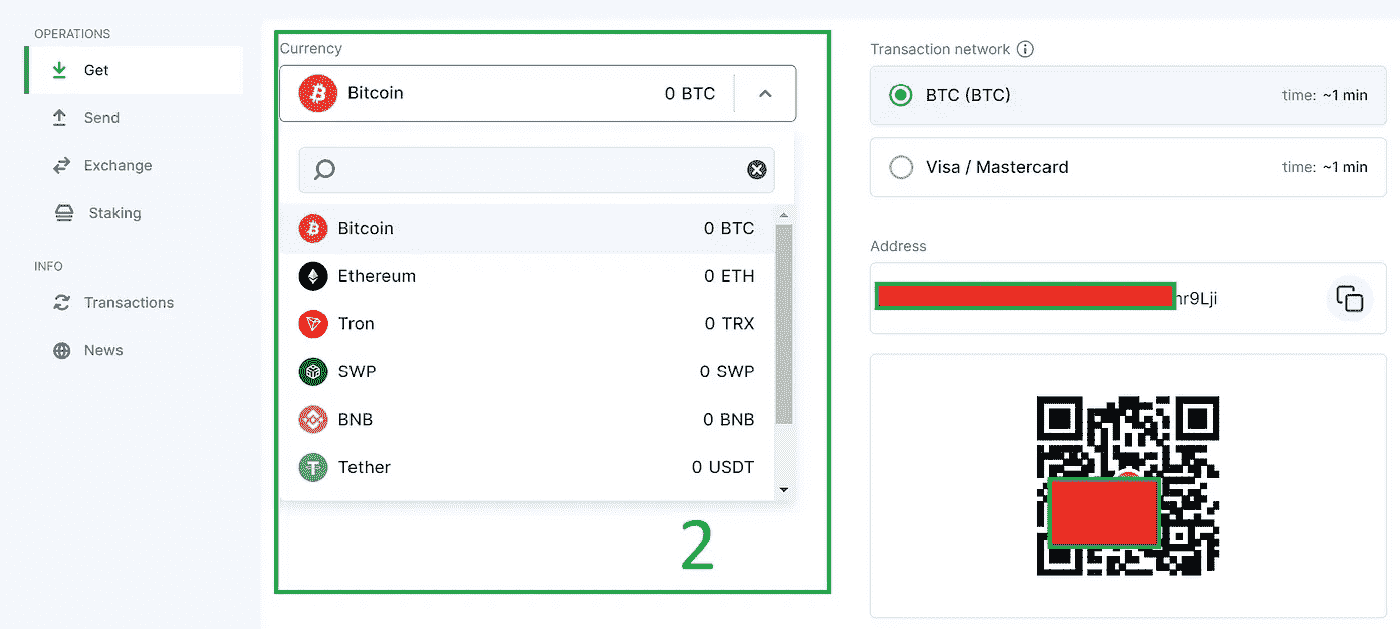 OPERATIONS
Get
Send
Exchange
Staking
INFO
Transactions
News
Currency
Bitcoin 0 BTC
Bitcoin 0 BTC
Ethereum 0 ETH
Tron 0 TRX
SWP 0 SWP
BNB 0 BNB
Tether 0 USDT
2
Transaction network
BTC (BTC) time: ~1 min
Visa / Mastercard time: ~1 min
Address
nr9Lji